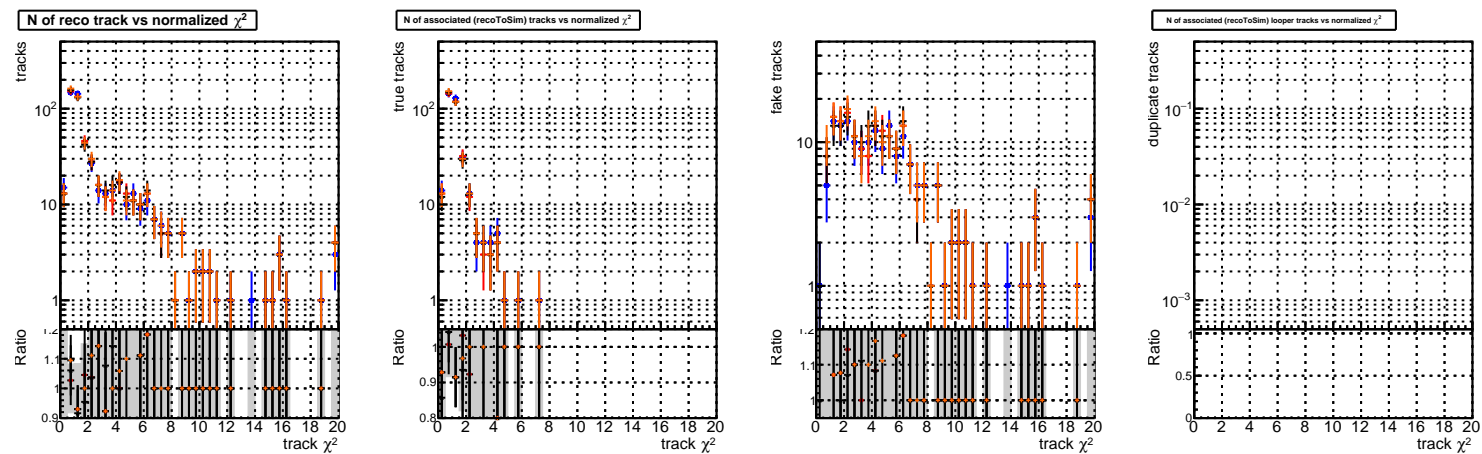 N of reco track vs normalized χ²
tracks
10²
10
1
Ratio
1.2
1.1
1
0.9
0 2 4 6 8 10 12 14 16 18 20
track χ²
N of associated (recoToSim) tracks vs normalized χ²
true tracks
10²
10
1
Ratio
1
0.9
0.8
0 2 4 6 8 10 12 14 16 18 20
track χ²
fake tracks
10
1
Ratio
1.2
1.1
1
0 2 4 6 8 10 12 14 16 18 20
track χ²
N of associated (recoToSim) looper tracks vs normalized χ²
duplicate tracks
10⁻¹
10⁻²
10⁻³
Ratio
1
0.5
0
0 2 4 6 8 10 12 14 16 18 20
track χ²